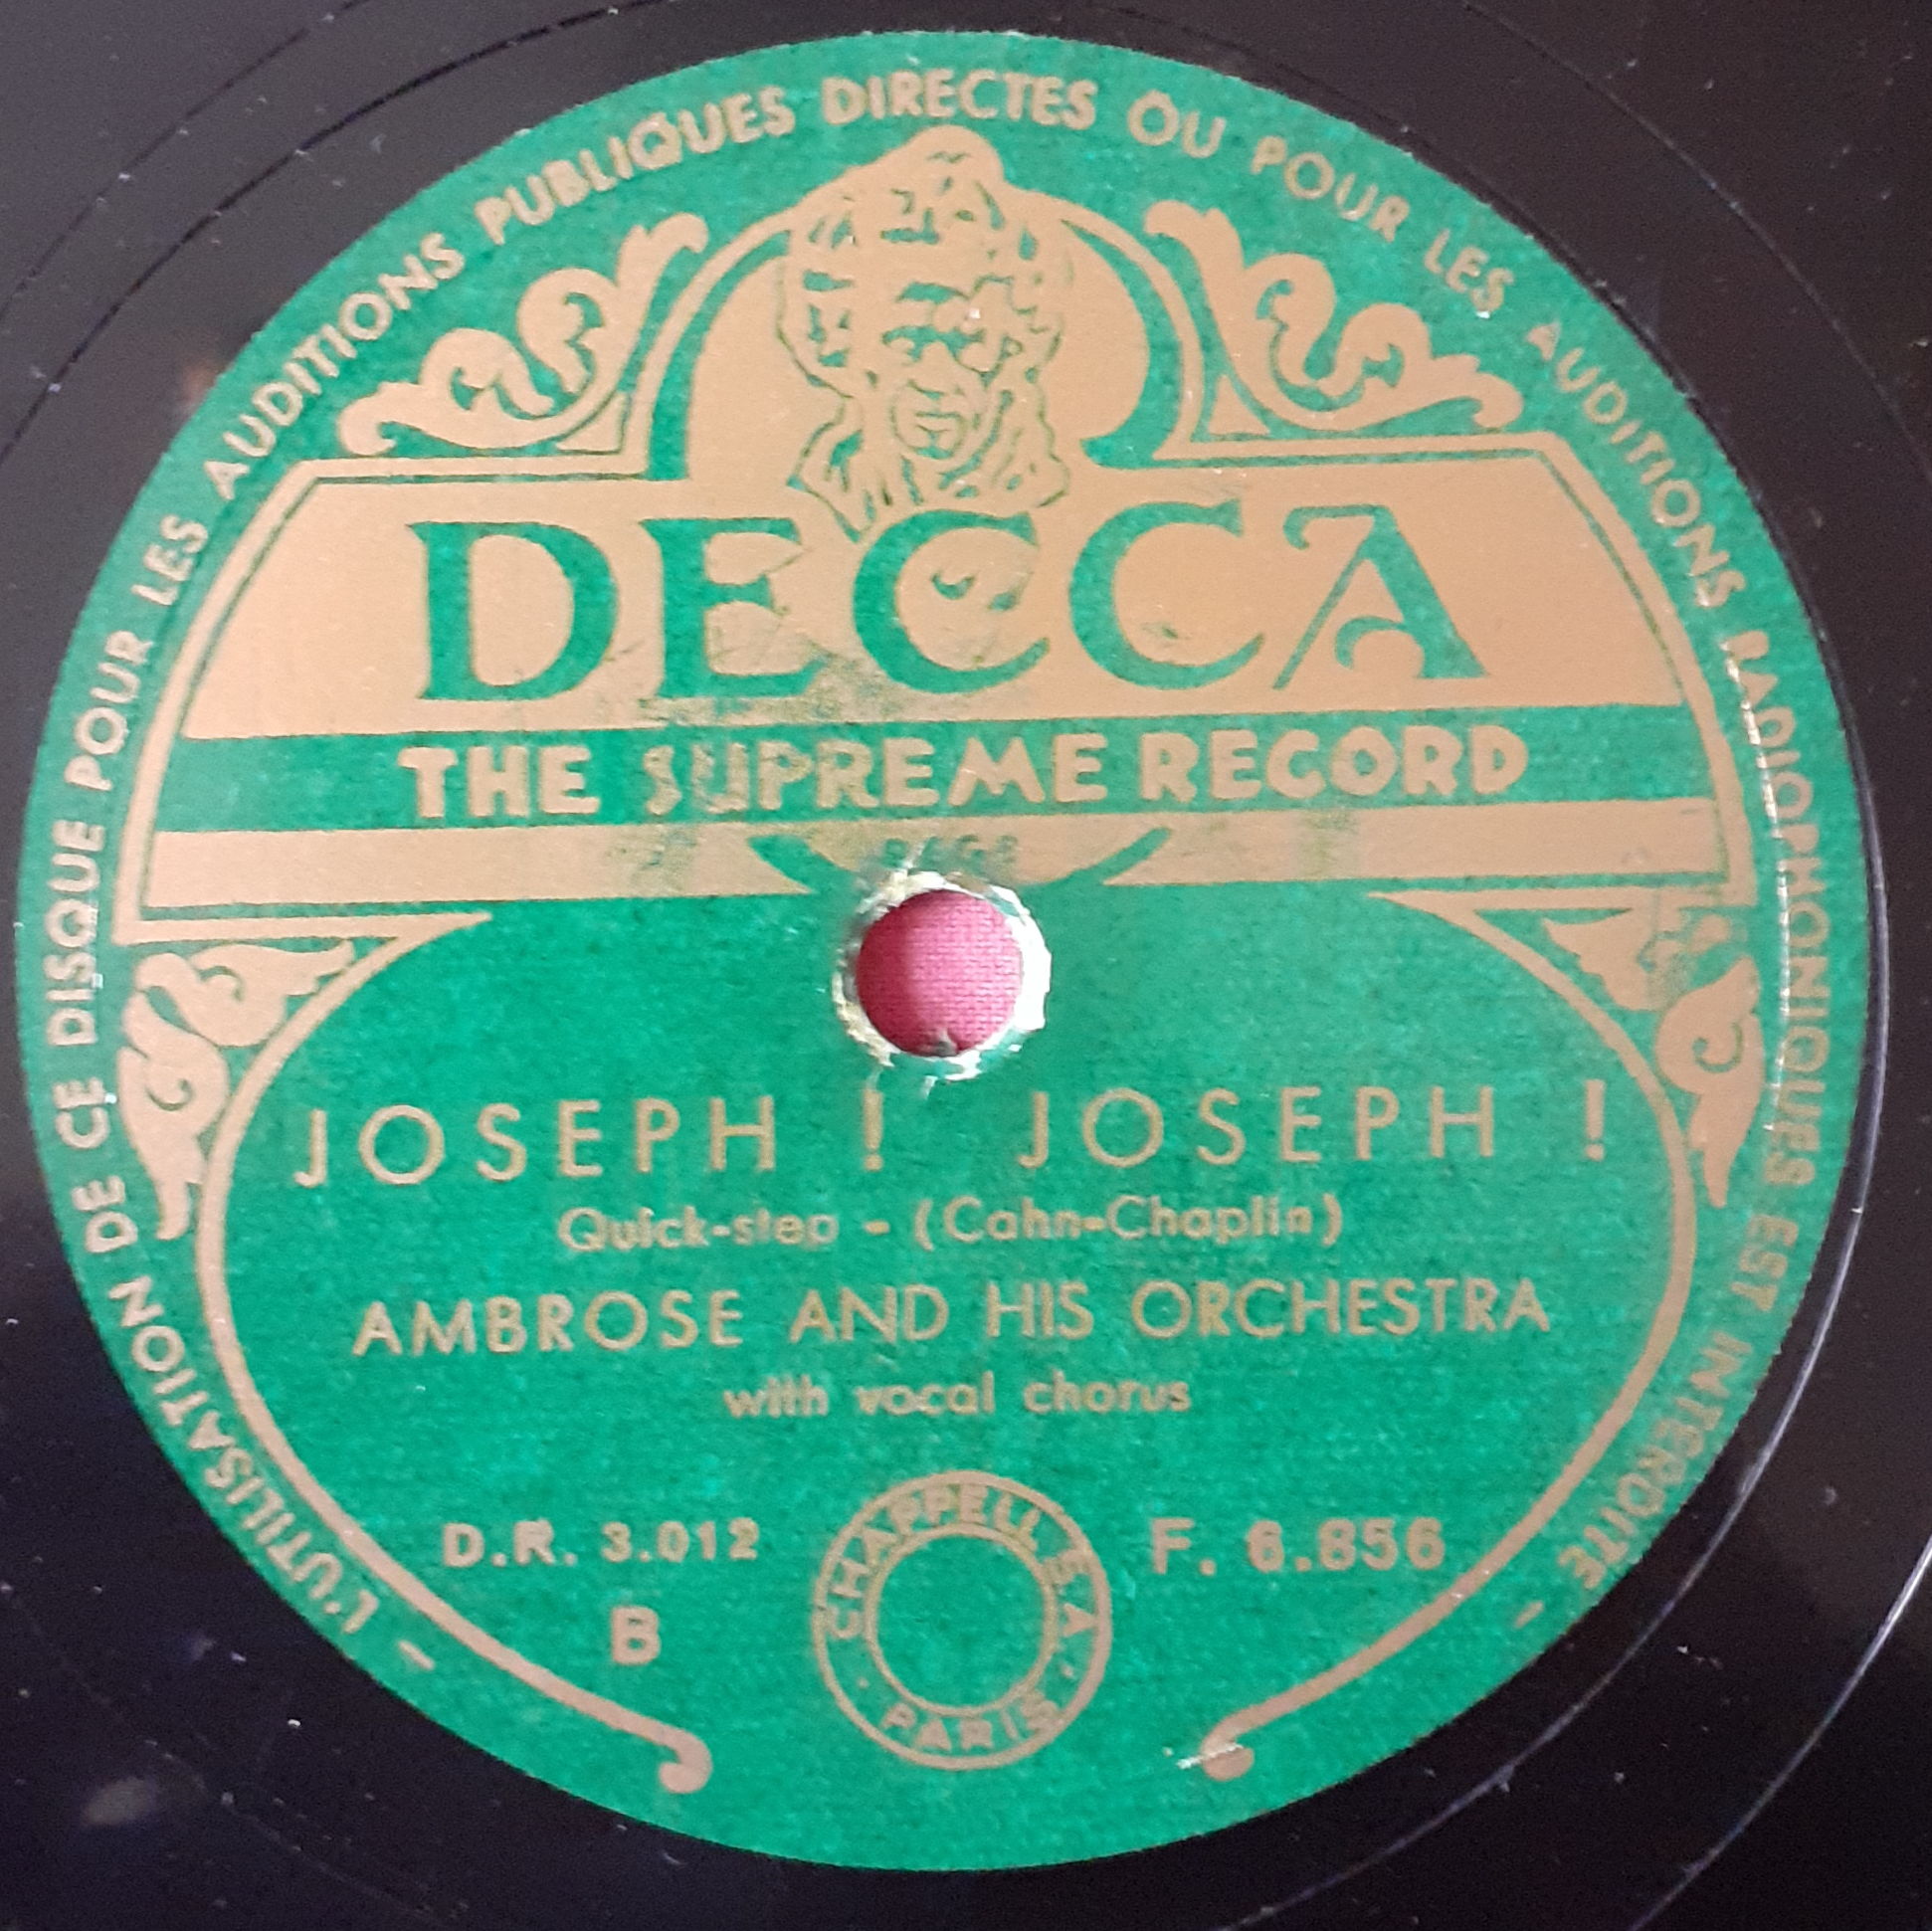 - L'UTILISATION DE CE DISQUE POUR LES AUDITIONS PUBLIQUES DIRECTES OU POUR LES AUDITIONS RADIOPHONIQUES EST INTERDITE -
DECCA
THE SUPREME RECORD
JOSEPH ! JOSEPH !
Quick-step - (Cahn-Chaplin)
AMBROSE AND HIS ORCHESTRA
with vocal chorus
D.R. 3.012
F. 6.856
B
CHAPPELL
PARIS